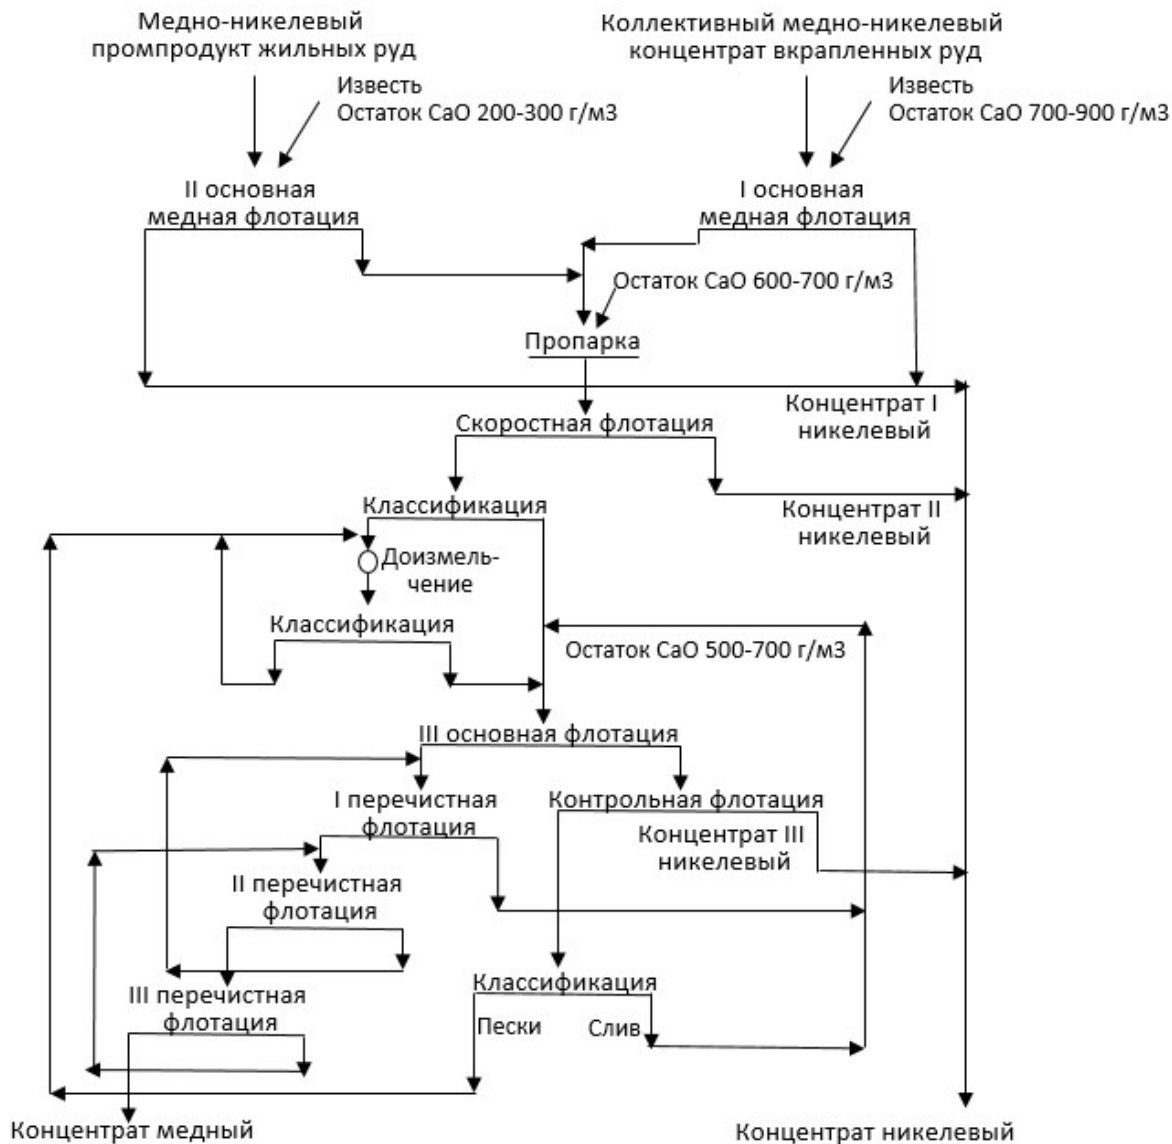 Медно-никелевый
промпродукт жильных руд
Коллективный медно-никелевый
концентрат вкрапленных руд
Известь
Остаток CaO 200-300 г/м3
Известь
Остаток CaO 700-900 г/м3
II основная
медная флотация
I основная
медная флотация
Остаток CaO 600-700 г/м3
Пропарка
Концентрат I
никелевый
Скоростная флотация
Классификация
Концентрат II
никелевый
Доизмель-
чение
Классификация
Остаток CaO 500-700 г/м3
III основная флотация
I перечистная
флотация
Контрольная флотация
Концентрат III
никелевый
II перечистная
флотация
Классификация
III перечистная
флотация
Пески
Слив
Концентрат медный
Концентрат никелевый